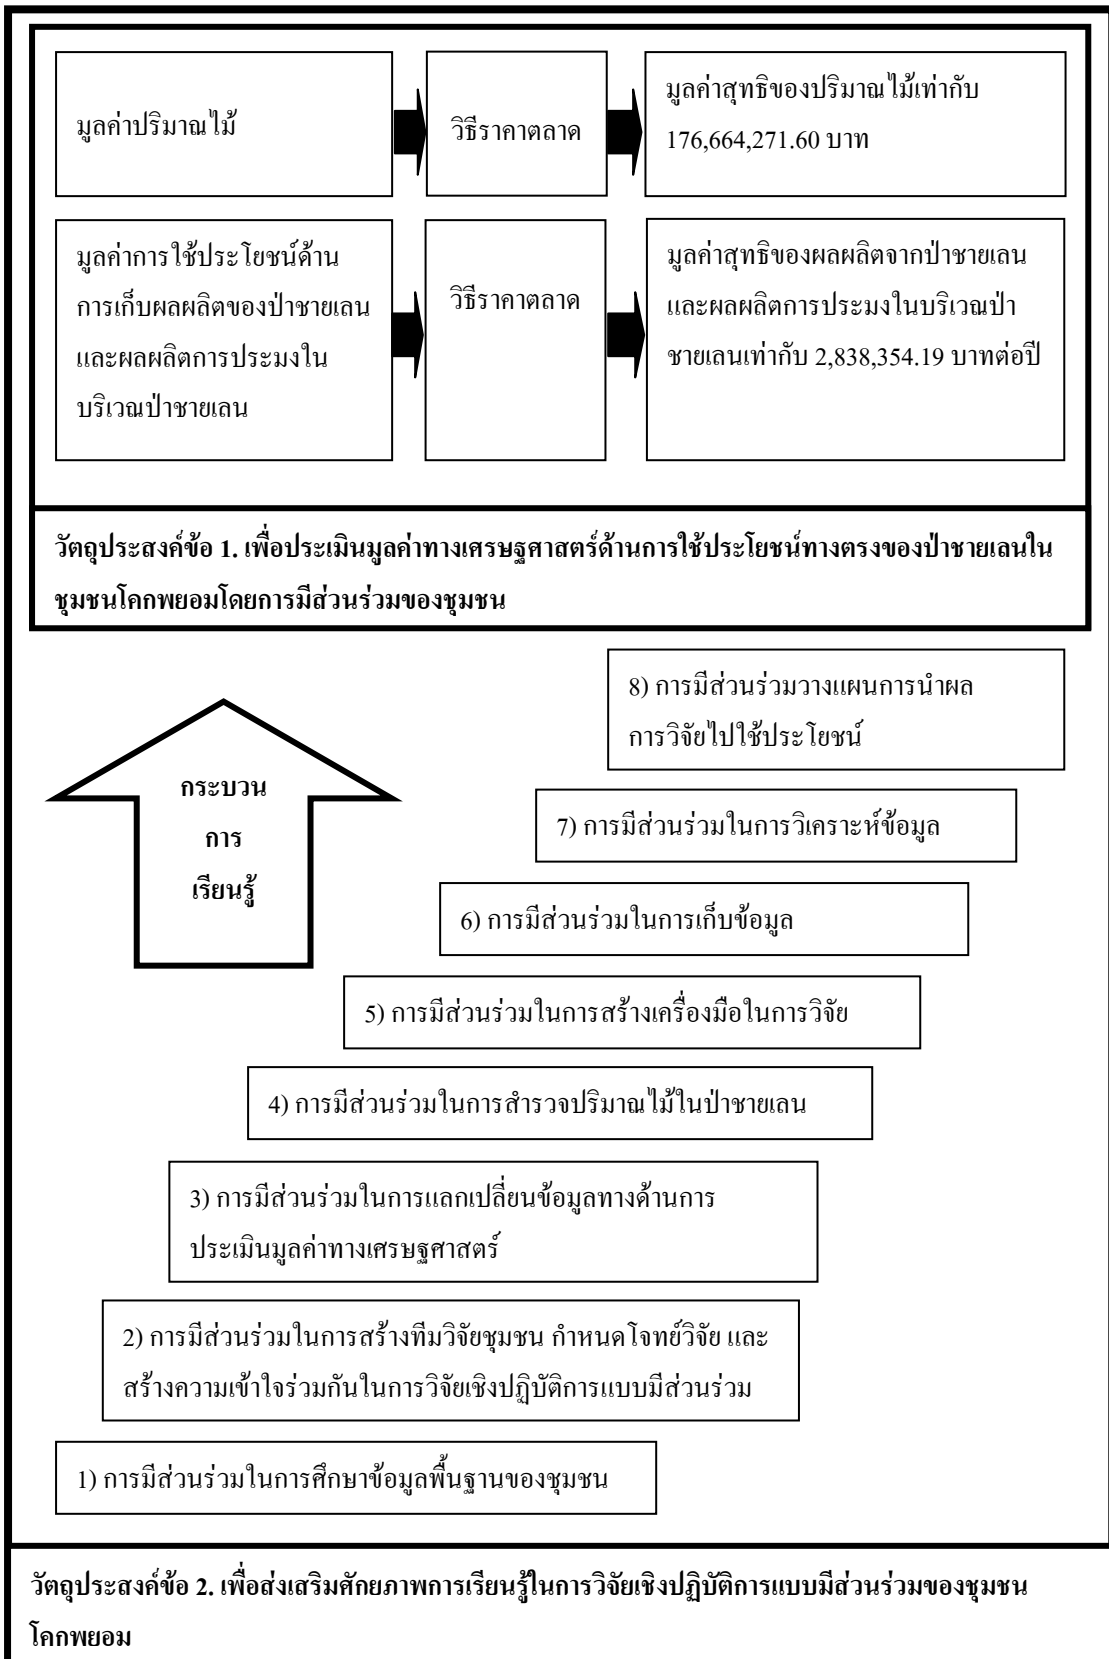 มูลค่าปริมาณไม้
วิธีราคาตลาด
มูลค่าสุทธิของปริมาณไม้เท่ากับ
176,664,271.60 บาท
มูลค่าการใช้ประโยชน์ด้าน
การเก็บผลผลิตของป่าชายเลน
และผลผลิตการประมงใน
บริเวณป่าชายเลน
วิธีราคาตลาด
มูลค่าสุทธิของผลผลิตจากป่าชายเลน
และผลผลิตการประมงในบริเวณป่า
ชายเลนเท่ากับ 2,838,354.19 บาทต่อปี
วัตถุประสงค์ข้อ 1. เพื่อประเมินมูลค่าทางเศรษฐศาสตร์ด้านการใช้ประโยชน์ทางตรงของป่าชายเลนใน
ชุมชนโคกพยอมโดยการมีส่วนร่วมของชุมชน
8) การมีส่วนร่วมวางแผนการนำผล
การวิจัยไปใช้ประโยชน์
กระบวน
การ
เรียนรู้
7) การมีส่วนร่วมในการวิเคราะห์ข้อมูล
6) การมีส่วนร่วมในการเก็บข้อมูล
5) การมีส่วนร่วมในการสร้างเครื่องมือในการวิจัย
4) การมีส่วนร่วมในการสำรวจปริมาณไม้ในป่าชายเลน
3) การมีส่วนร่วมในการแลกเปลี่ยนข้อมูลทางด้านการ
ประเมินมูลค่าทางเศรษฐศาสตร์
2) การมีส่วนร่วมในการสร้างทีมวิจัยชุมชน กำหนดโจทย์วิจัย และ
สร้างความเข้าใจร่วมกันในการวิจัยเชิงปฏิบัติการแบบมีส่วนร่วม
1) การมีส่วนร่วมในการศึกษาข้อมูลพื้นฐานของชุมชน
วัตถุประสงค์ข้อ 2. เพื่อส่งเสริมศักยภาพการเรียนรู้ในการวิจัยเชิงปฏิบัติการแบบมีส่วนร่วมของชุมชน
โคกพยอม